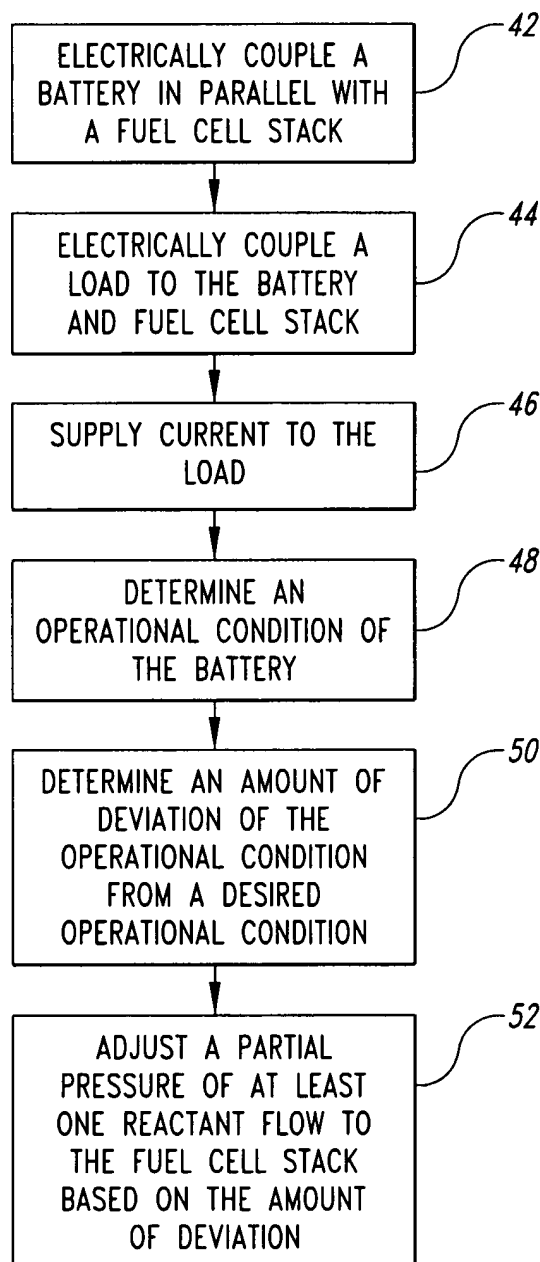 42
ELECTRICALLY COUPLE A
BATTERY IN PARALLEL WITH
A FUEL CELL STACK
44
ELECTRICALLY COUPLE A
LOAD TO THE BATTERY
AND FUEL CELL STACK
46
SUPPLY CURRENT TO THE
LOAD
48
DETERMINE AN
OPERATIONAL CONDITION OF
THE BATTERY
50
DETERMINE AN AMOUNT OF
DEVIATION OF THE
OPERATIONAL CONDITION
FROM A DESIRED
OPERATIONAL CONDITION
52
ADJUST A PARTIAL
PRESSURE OF AT LEAST
ONE REACTANT FLOW TO
THE FUEL CELL STACK
BASED ON THE AMOUNT
OF DEVIATION